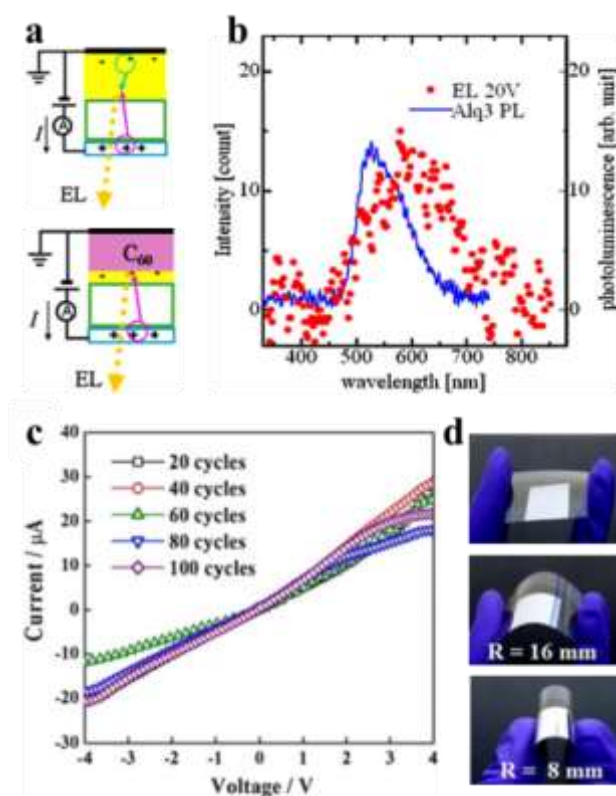 a
A
I
EL
C60
A
I
EL
b
20
10
0
Intensity [count]
EL 20V
Alq3 PL
20
10
0
photoluminescence [arb. unit]
400 500 600 700 800
wavelength [nm]
c
40
30
20
10
0
-10
-20
-30
Current / μA
20 cycles
40 cycles
60 cycles
80 cycles
100 cycles
-4 -3 -2 -1 0 1 2 3 4
Voltage / V
d
R = 16 mm
R = 8 mm